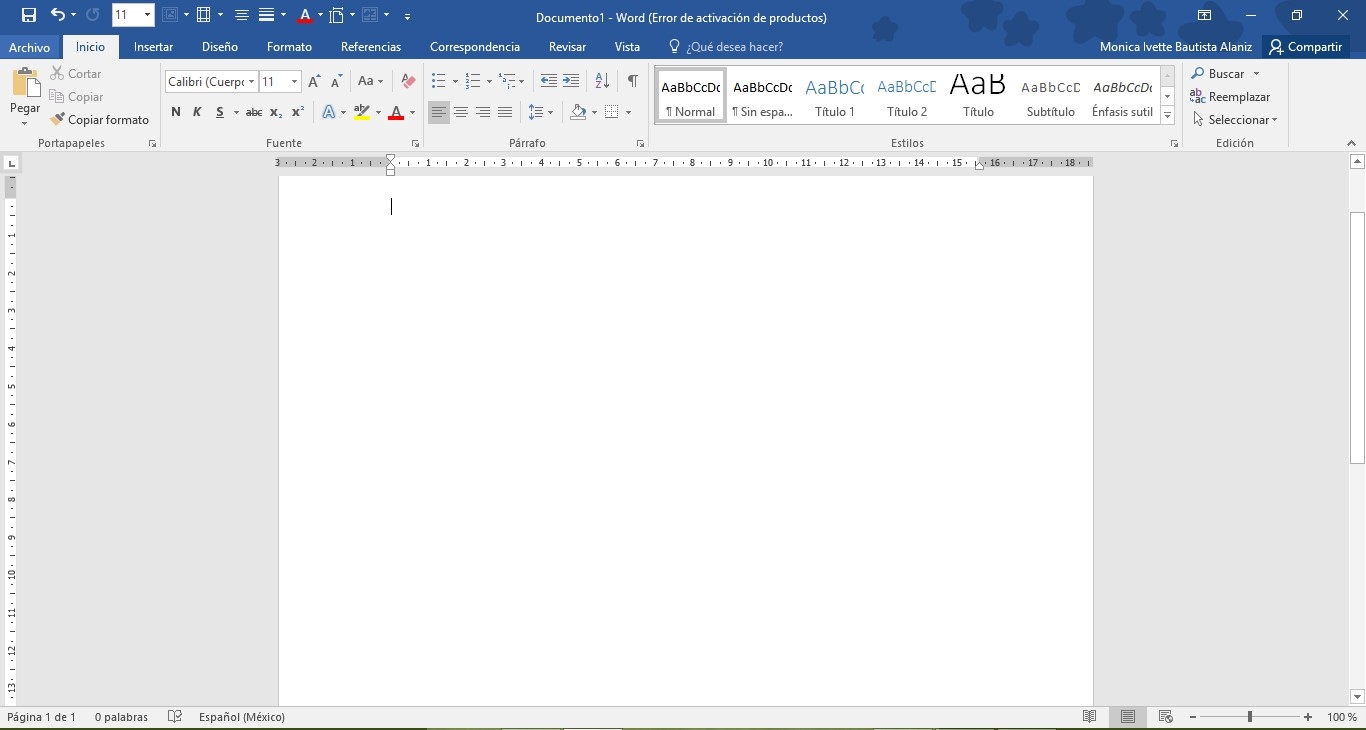 11 Documento1 - Word (Error de activación de productos)
Archivo Inicio Insertar Diseño Formato Referencias Correspondencia Revisar Vista ¿Qué desea hacer? Monica Ivette Bautista Alaniz Compartir
Pegar Cortar Copiar Copiar formato
Portapapeles
Calibri (Cuerpo 11 Aa
N K S abc x₂ x² A aby A
Fuente
Párrafo
AaBbCcDc AaBbCcDc AaBbCc AaBbCcD AaB AaBbCcD AaBbCcDc
¶ Normal ¶ Sin espa... Título 1 Título 2 Título Subtítulo Énfasis sutil
Estilos
Buscar
Reemplazar
Seleccionar
Edición
3 2 1 1 2 3 4 5 6 7 8 9 10 11 12 13 14 15 16 17 18
1
2
3
4
5
6
7
8
9
10
11
12
13
Página 1 de 1 0 palabras Español (México) 100 %